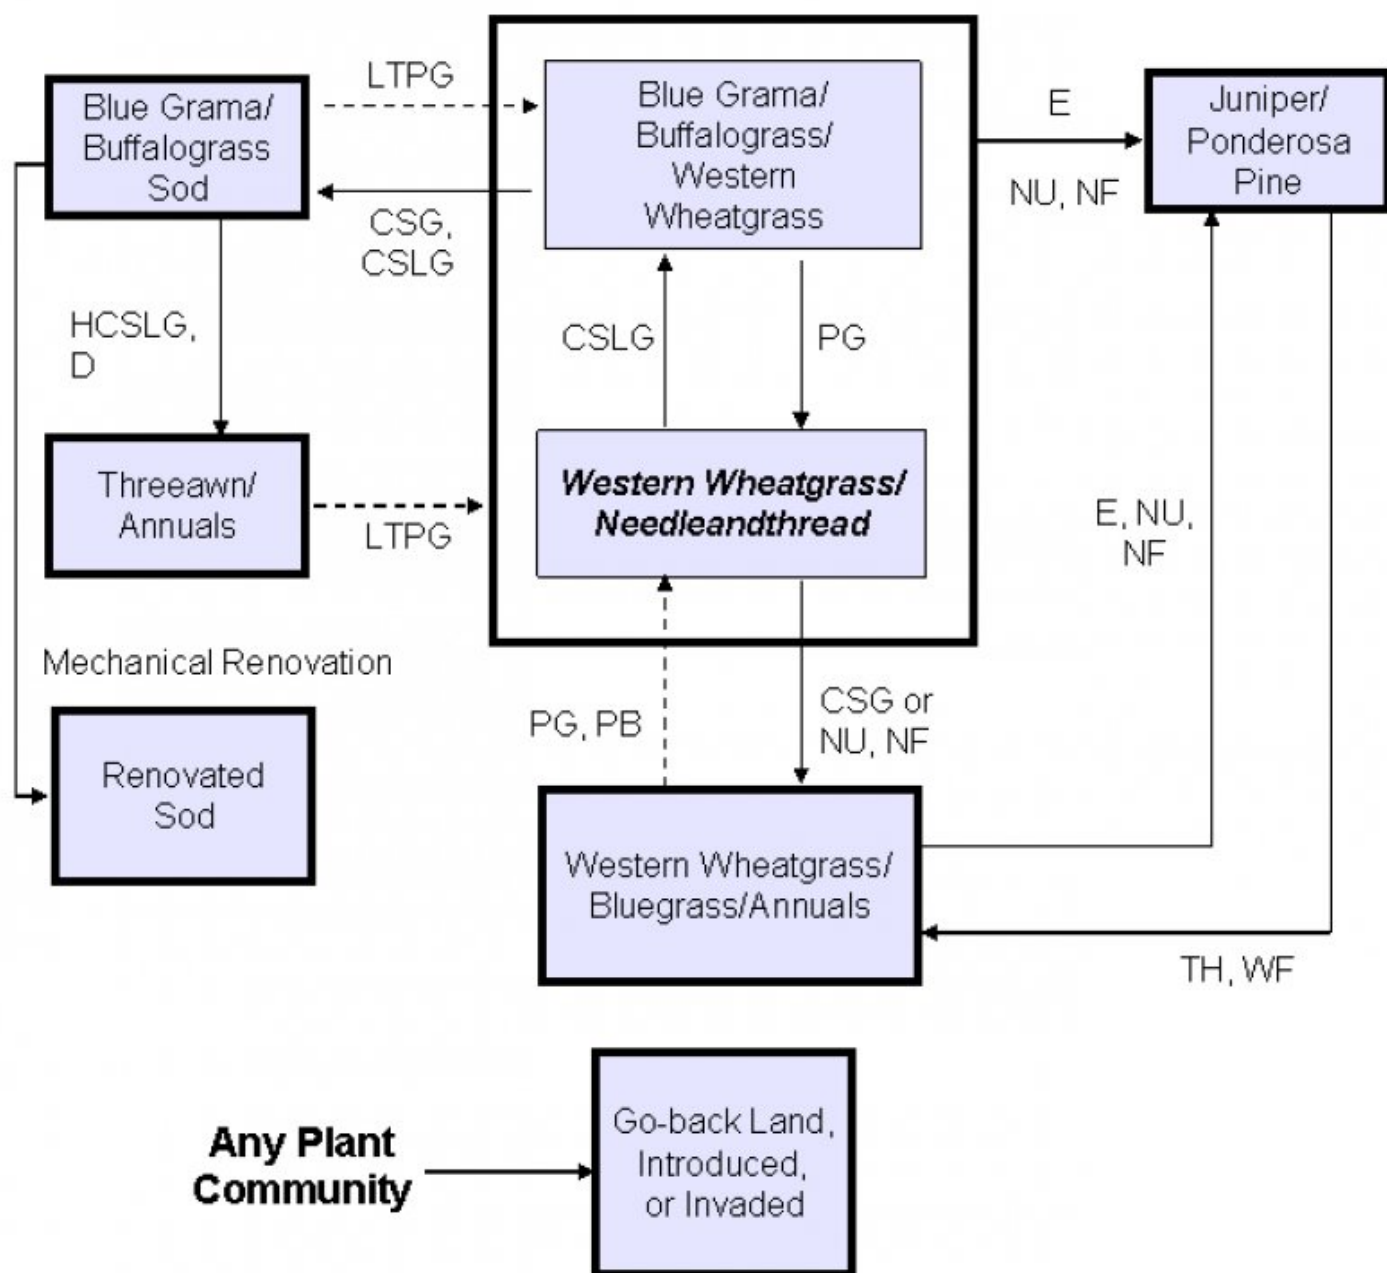 Blue Grama/
Buffalograss
Sod
LTPG
Blue Grama/
Buffalograss/
Western
Wheatgrass
E
NU, NF
Juniper/
Ponderosa
Pine
CSG,
CSLG
HCSLG,
D
CSLG
PG
Threeawn/
Annuals
LTPG
Western Wheatgrass/
Needleandthread
E, NU,
NF
Mechanical Renovation
PG, PB
CSG or
NU, NF
Renovated
Sod
Western Wheatgrass/
Bluegrass/Annuals
TH, WF
Any Plant
Community
Go-back Land,
Introduced,
or Invaded